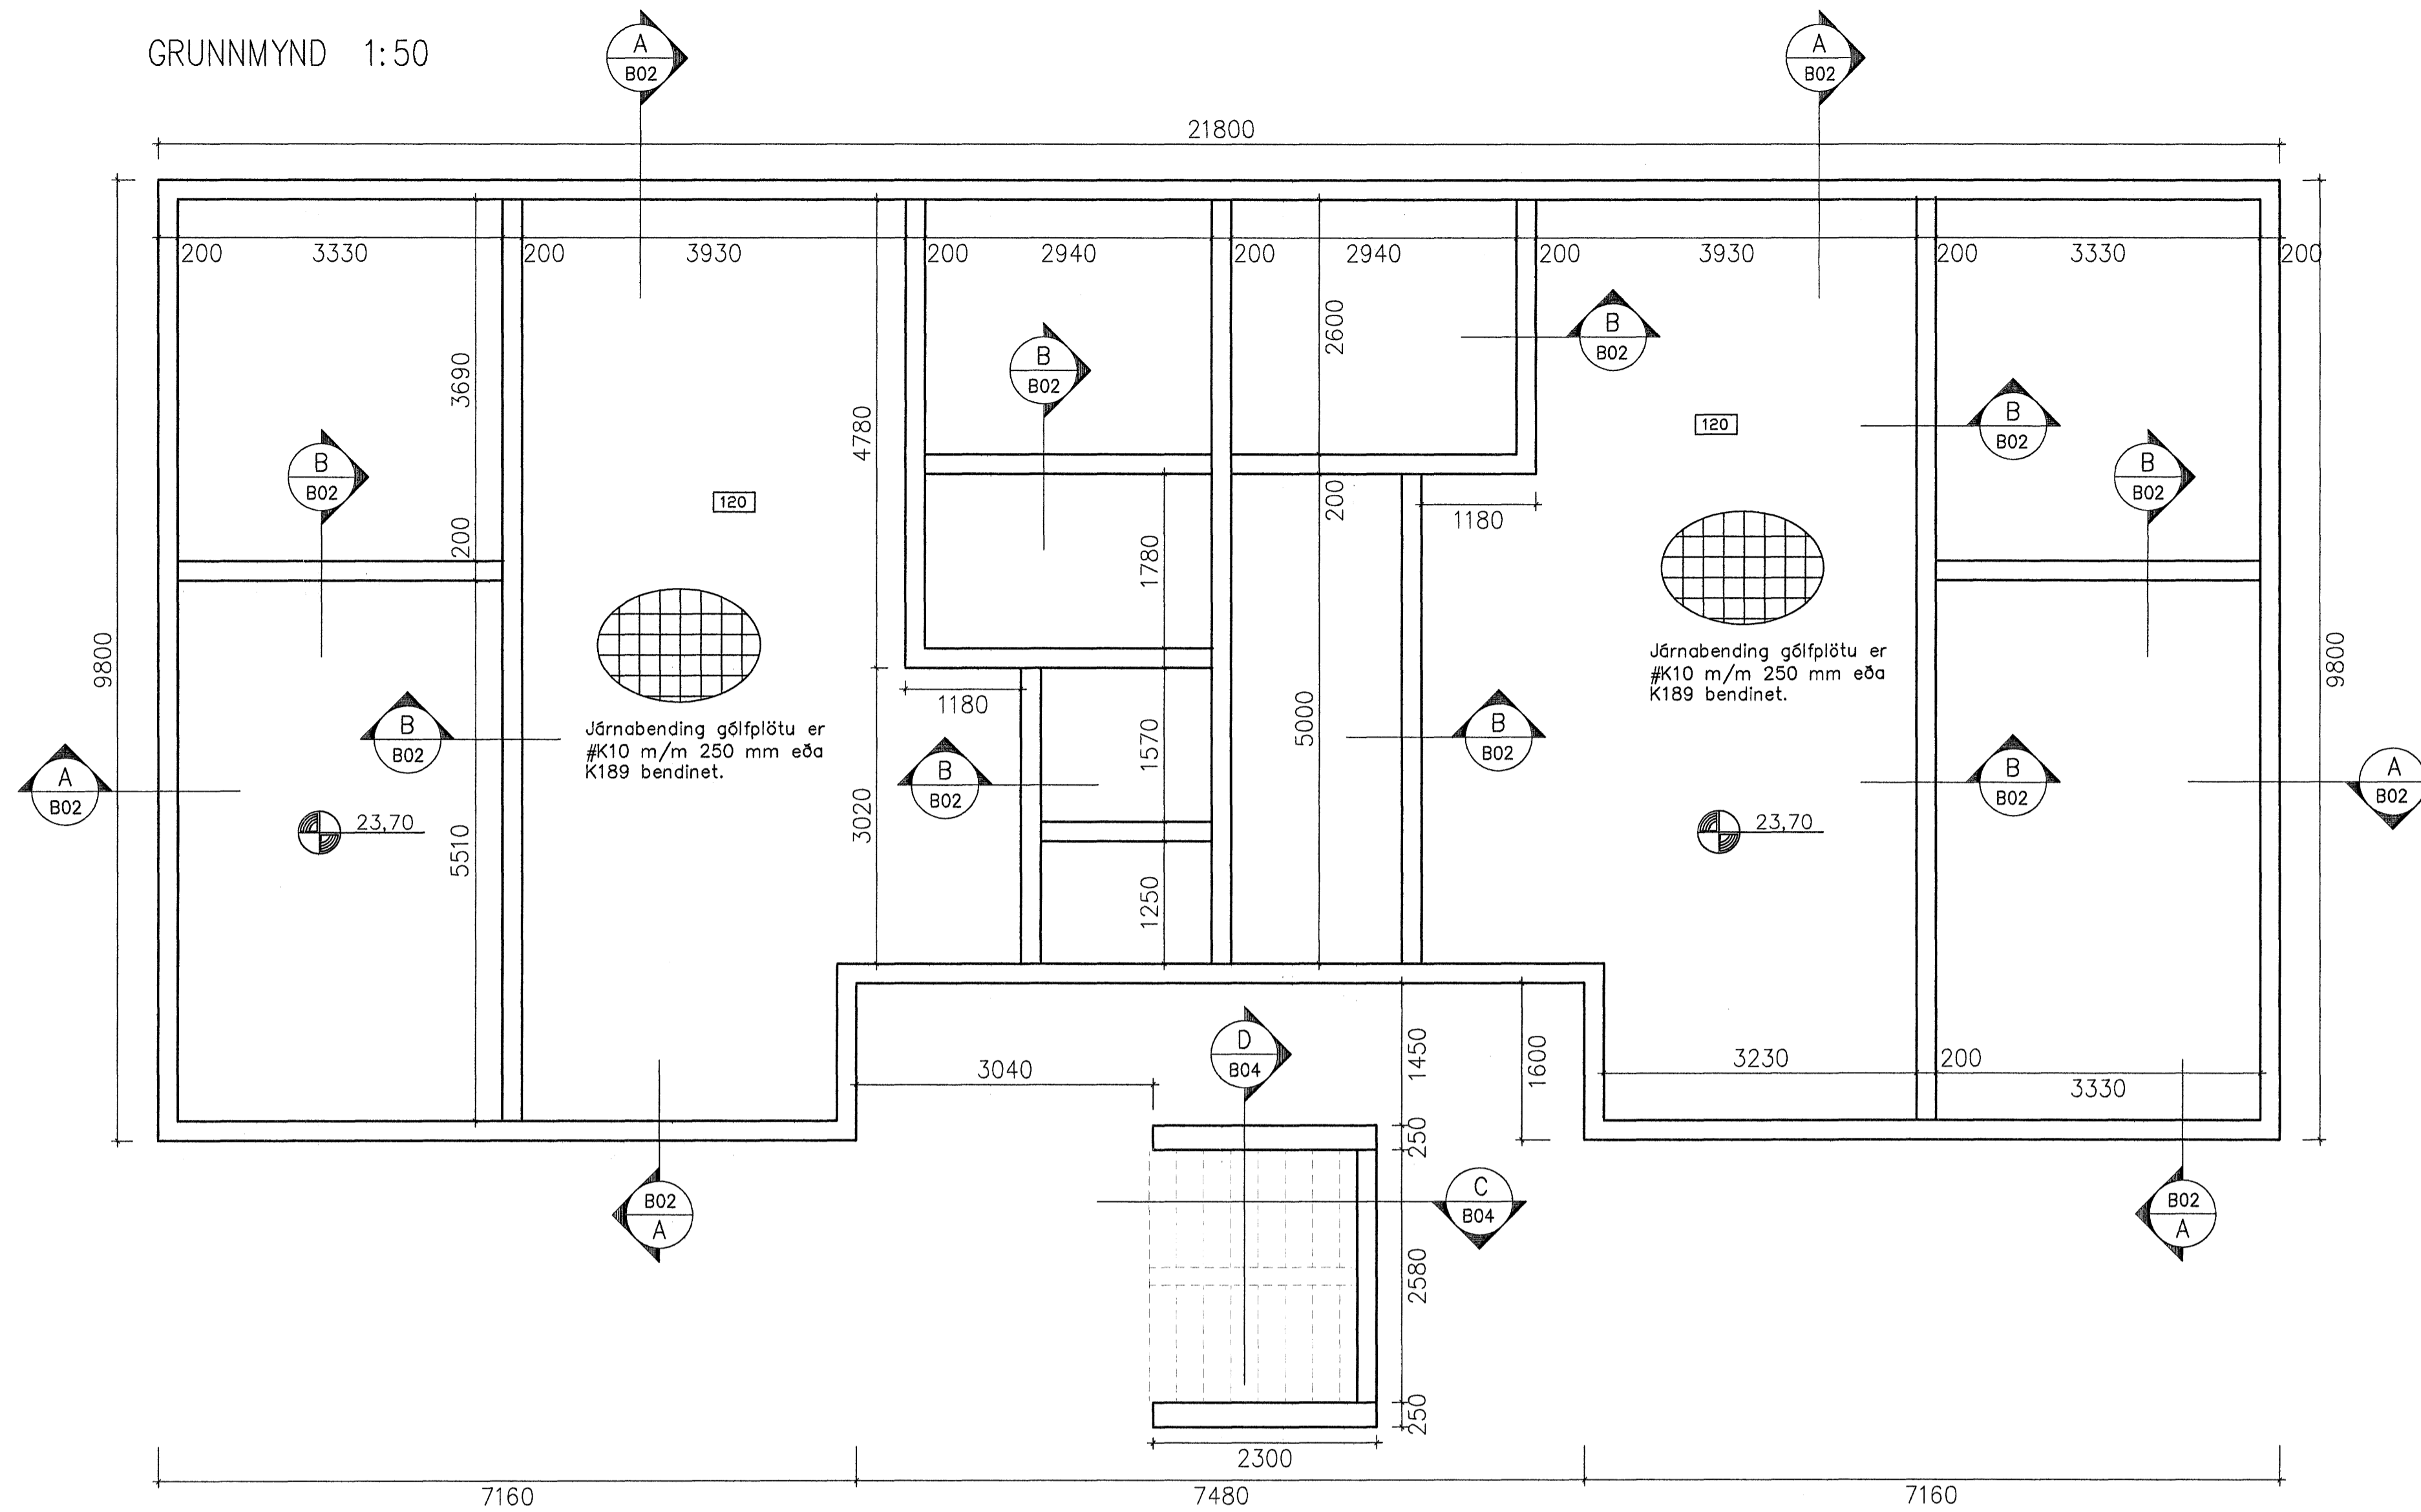 GRUNNMYND 1:50
A
B02
A
B02
21800
200 3330 200 3930 200 2940 200 2940 200 3930 200 3330 200
2600
B
B02
B
B02
3690
4780
B
B02
120
B
B02
B
B02
120
200
200
1180
1780
Járnabending gólfplötu er
#K10 m/m 250 mm eða
K189 bendinet.
9800
9800
1180
Járnabending gólfplötu er
#K10 m/m 250 mm eða
K189 bendinet.
5000
1570
B
B02
B
B02
B
B02
B
B02
A
B02
A
B02
23,70
3020
23,70
5510
1250
D
B04
1450
1600
3040
3230
200
3330
250
B02
A
C
B04
B02
A
2580
250
2300
7160
7480
7160